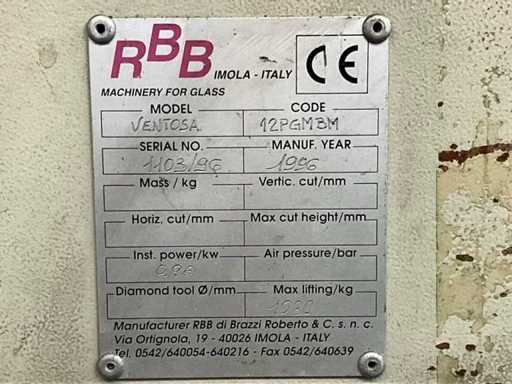 RBB IMOLA - ITALY CE
MACHINERY FOR GLASS
MODEL CODE
VENTOSA 12PGMBM
SERIAL NO. MANUF. YEAR
1103/96 1996
Mass / kg Vertic. cut/mm
Horiz. cut/mm Max cut height/mm
Inst. power/kw Air pressure/bar
Diamond tool Ø/mm Max lifting/kg
Manufacturer RBB di Brazzi Roberto & C. s. n. c.
Via Ortignola, 19 - 40026 IMOLA - ITALY
Tel. 0542/640054-640216 - Fax 0542/640639